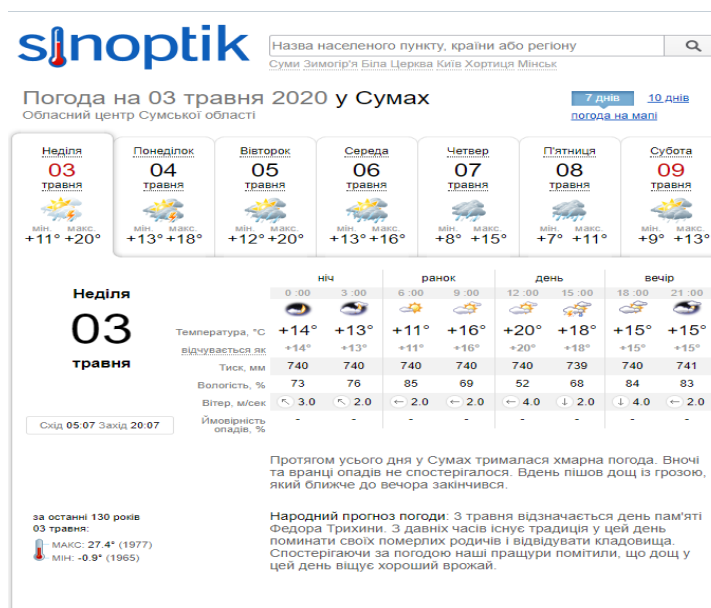 sinoptik
Назва населеного пункту, країни або регіону
Суми Зимогір'я Біла Церква Київ Хортиця Мінськ
Погода на 03 травня 2020 у Сумах
Обласний центр Сумської області
7 днів 10 днів
погода на мапі
Неділя Понеділок Вівторок Середа Четвер П'ятниця Субота
03 04 05 06 07 08 09
травня травня травня травня травня травня травня
мін. макс. мін. макс. мін. макс. мін. макс. мін. макс. мін. макс. мін. макс.
+11° +20° +13° +18° +12° +20° +13° +16° +8° +15° +7° +11° +9° +13°
ніч ранок день вечір
Неділя
03
травня
0 :00 3 :00 6 :00 9 :00 12 :00 15 :00 18 :00 21 :00
Температура, °C +14° +13° +11° +16° +20° +18° +15° +15°
відчувається як +14° +13° +11° +16° +20° +18° +15° +15°
Тиск, мм 740 740 740 740 740 739 740 741
Вологість, % 73 76 85 69 52 68 84 83
Вітер, м/сек 3.0 2.0 2.0 2.0 4.0 2.0 4.0 2.0
Ймовірність
опадів, % - - - - - - - -
Схід 05:07 Захід 20:07
Протягом усього дня у Сумах трималася хмарна погода. Вночі
та вранці опадів не спостерігалося. Вдень пішов дощ із грозою,
який ближче до вечора закінчився.
за останні 130 років
03 травня:
МАКС: 27.4° (1977)
МІН: -0.9° (1965)
Народний прогноз погоди: 3 травня відзначається день пам'яті
Федора Трихини. З давніх часів існує традиція у цей день
поминати своїх померлих родичів і відвідувати кладовища.
Спостерігаючи за погодою наші пращури помітили, що дощ у
цей день віщує хороший врожай.